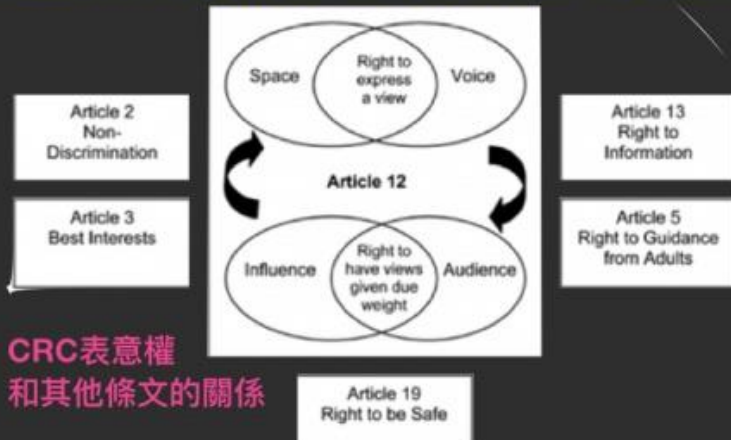 Space
Right to
express
a view
Voice
Article 2
Non-
Discrimination
Article 13
Right to
Information
Article 12
Article 3
Best Interests
Article 5
Right to Guidance
from Adults
Influence
Right to
have views
given due
weight
Audience
CRC表意權
和其他條文的關係
Article 19
Right to be Safe